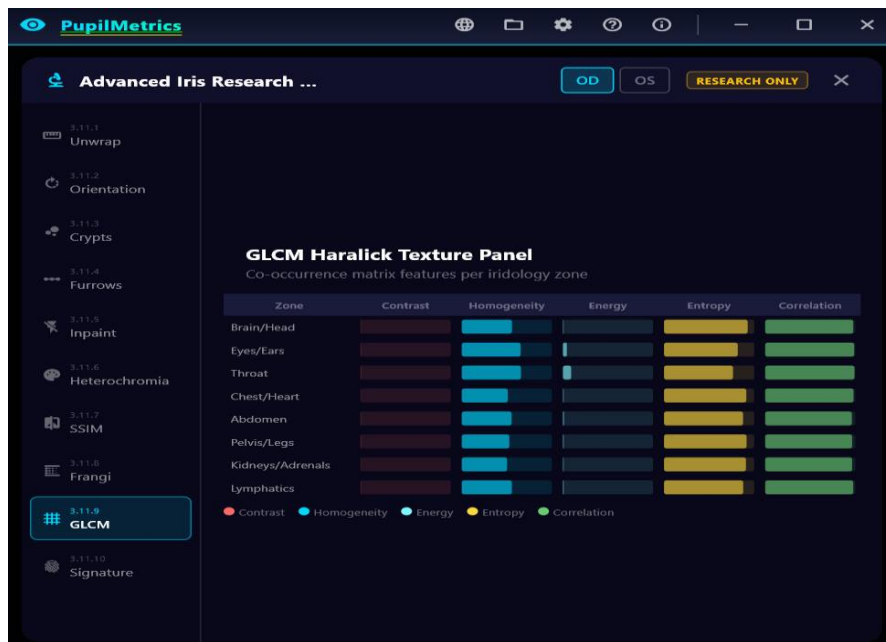 PupilMetrics
Advanced Iris Research ...
OD
OS
RESEARCH ONLY
3.11.1
Unwrap
3.11.2
Orientation
3.11.3
Crypts
3.11.4
Furrows
3.11.5
Inpaint
3.11.6
Heterochromia
3.11.7
SSIM
3.11.8
Frangi
3.11.9
GLCM
3.11.10
Signature
GLCM Haralick Texture Panel
Co-occurrence matrix features per iridology zone
Zone Contrast Homogeneity Energy Entropy Correlation
Brain/Head
Eyes/Ears
Throat
Chest/Heart
Abdomen
Pelvis/Legs
Kidneys/Adrenals
Lymphatics
Contrast Homogeneity Energy Entropy Correlation